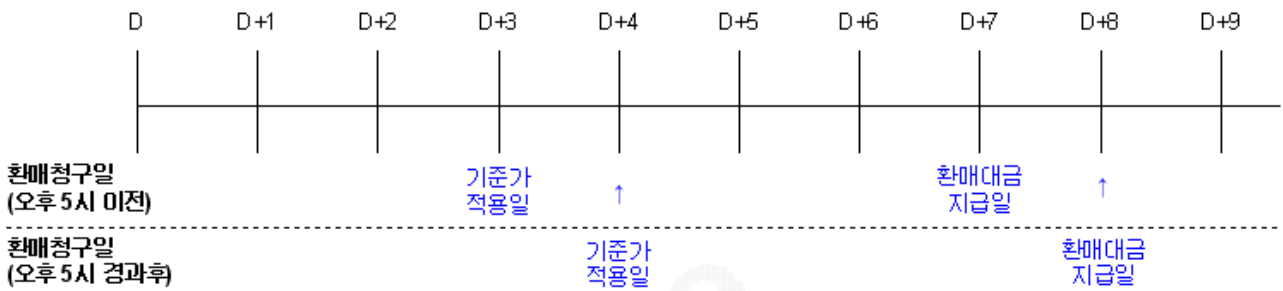 D D+1 D+2 D+3 D+4 D+5 D+6 D+7 D+8 D+9
환매청구일
(오후 5시 이전)
기준가
적용일
↑
환매대금
지급일
↑
환매청구일
(오후 5시 경과후)
기준가
적용일
환매대금
지급일